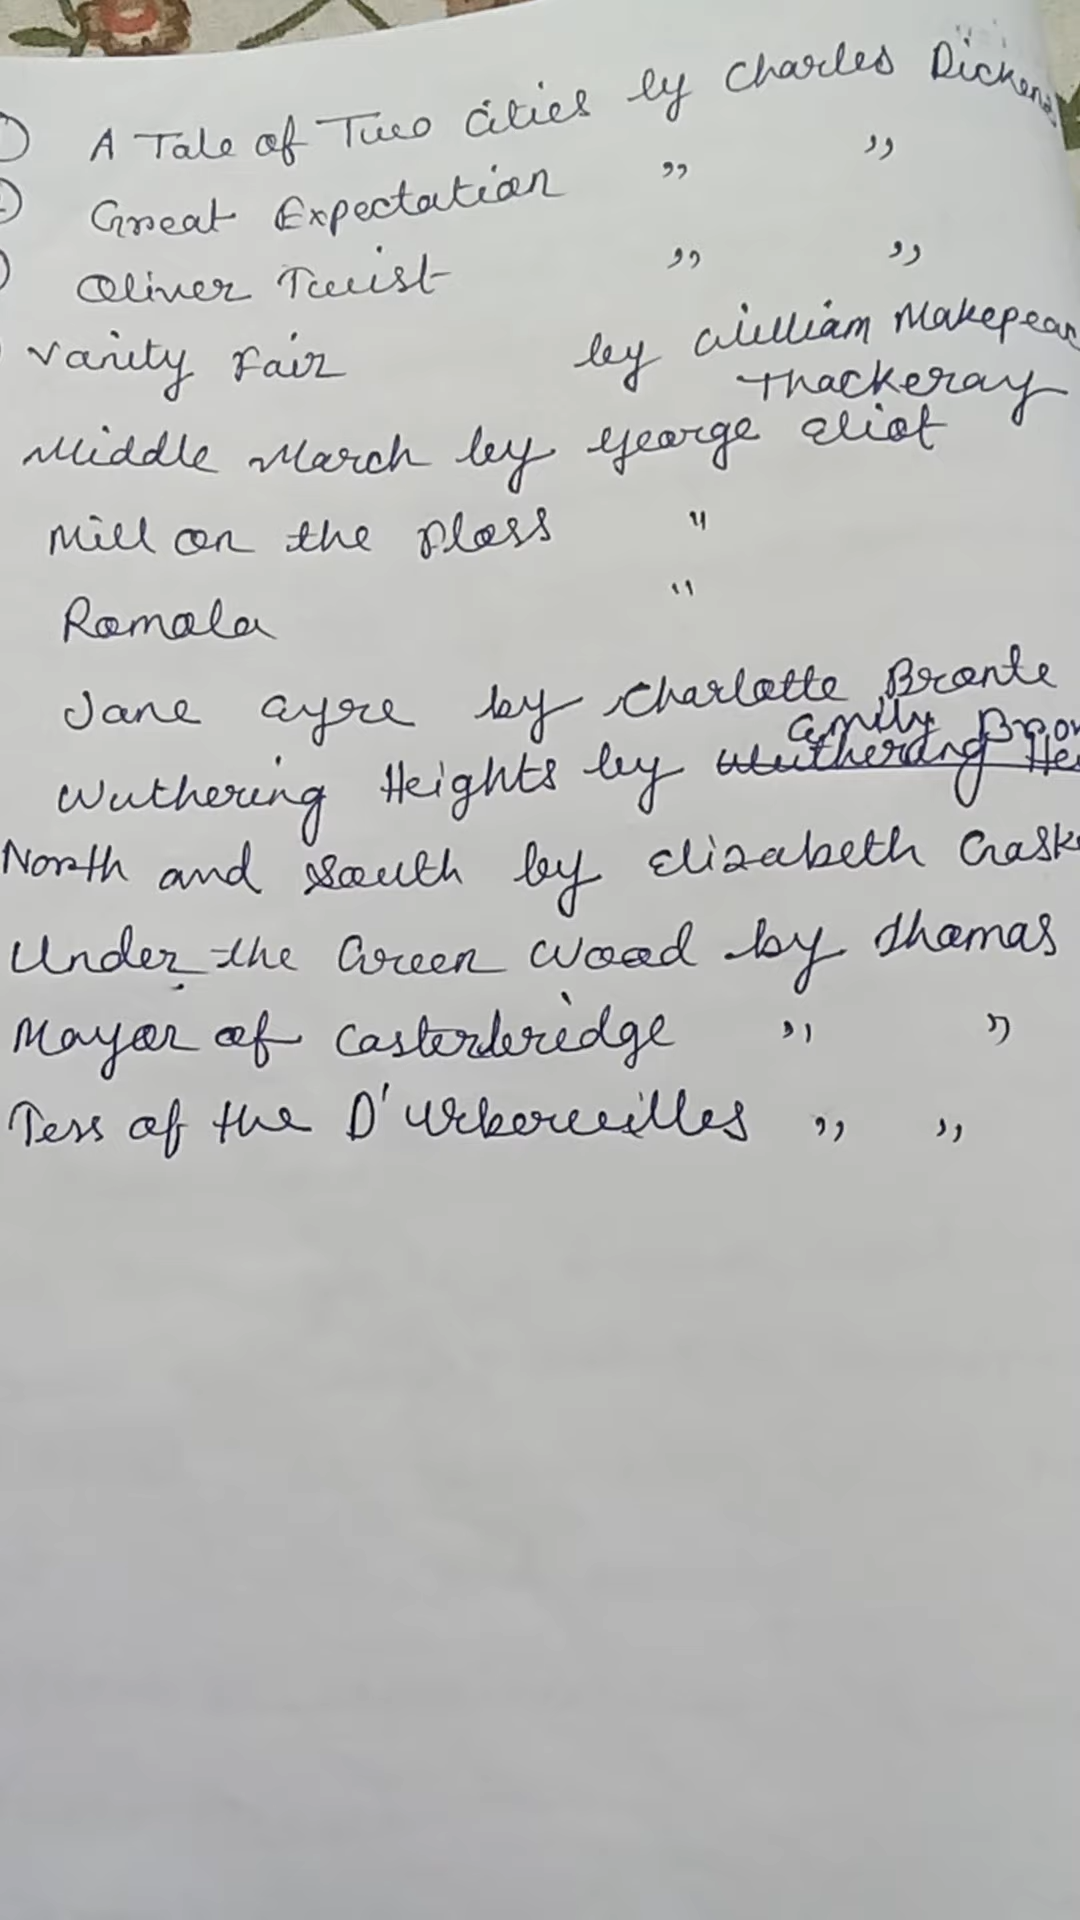 A Tale of Two Cities by Charles Dickens
Great Expectation " "
Oliver Twist " "
Vanity Fair by William Makepeac
Thackeray
Middle March by George Eliot
Mill on the Floss "
Romola "
Jane ayre by Charlotte Bronte
Emily Bron
Wuthering Heights by Wuthering He
North and South by Elizabeth Gaske
Under the Green Wood by Thomas
Mayor of Casterbridge " "
Tess of the D'Urbervilles " "